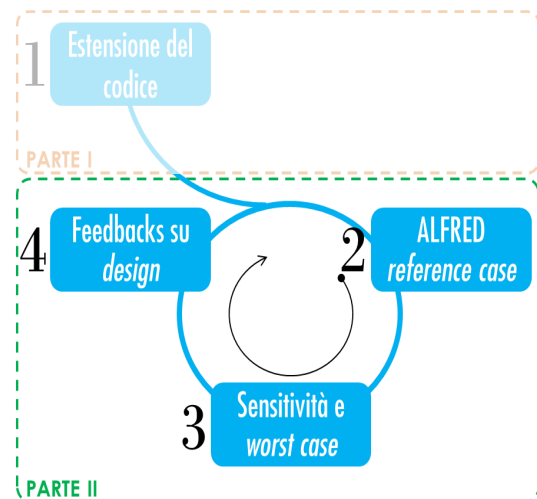 1
Estensione del
codice
PARTE I
4
Feedbacks su
design
2
ALFRED
reference case
3
Sensitività e
worst case
PARTE II